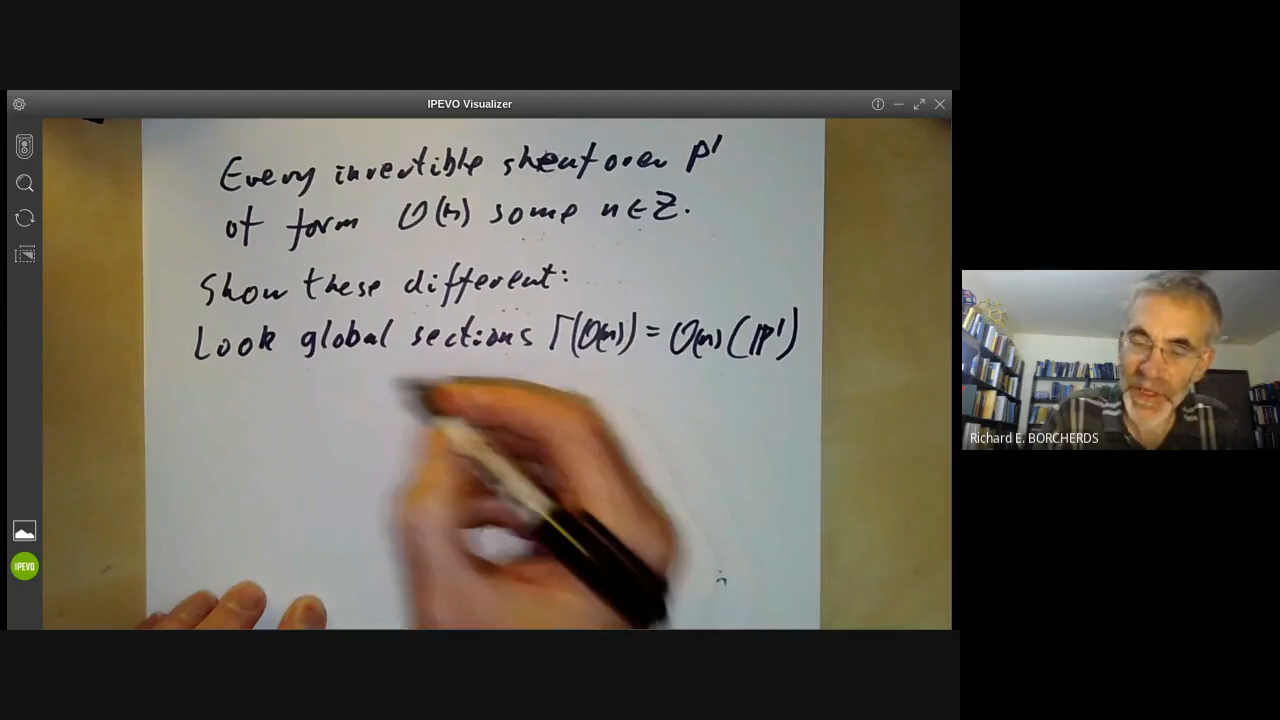 IPEVO Visualizer
Every invertible sheaf over P¹
of form O(n) some n∈Z.
Show these different:
Look global sections Γ(O(n)) = O(n)(P¹)
IPEVO
Richard E. BORCHERDS